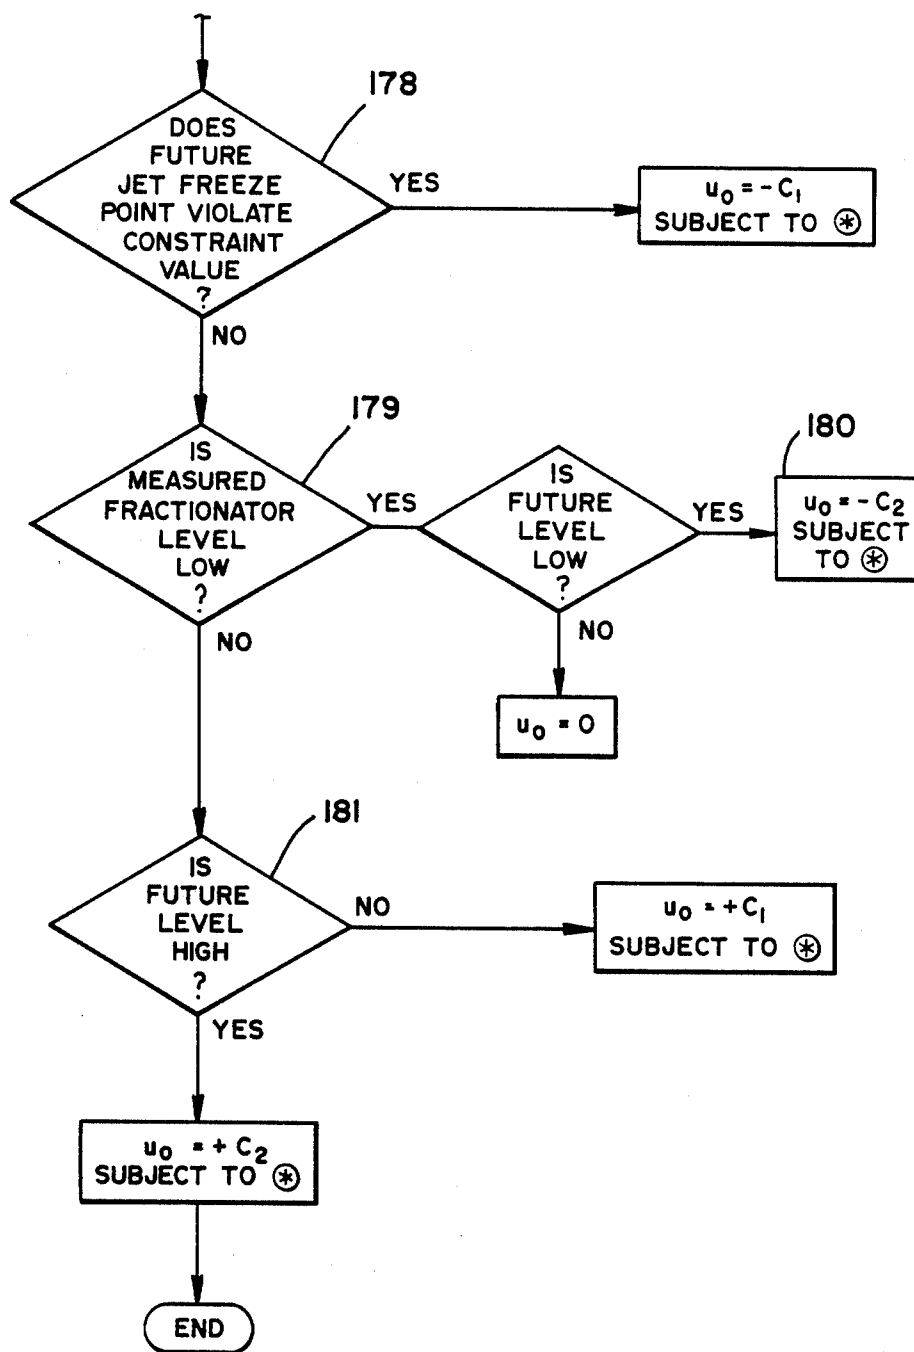 178
DOES
FUTURE
JET FREEZE
POINT VIOLATE
CONSTRAINT
VALUE
?
YES
u₀ = -C₁
SUBJECT TO ⊛
NO
179
IS
MEASURED
FRACTIONATOR
LEVEL
LOW
?
YES
IS
FUTURE
LEVEL
LOW
?
YES
180
u₀ = -C₂
SUBJECT
TO ⊛
NO
NO
u₀ = 0
181
IS
FUTURE
LEVEL
HIGH
?
NO
u₀ = +C₁
SUBJECT TO ⊛
YES
u₀ = + C₂
SUBJECT TO ⊛
END